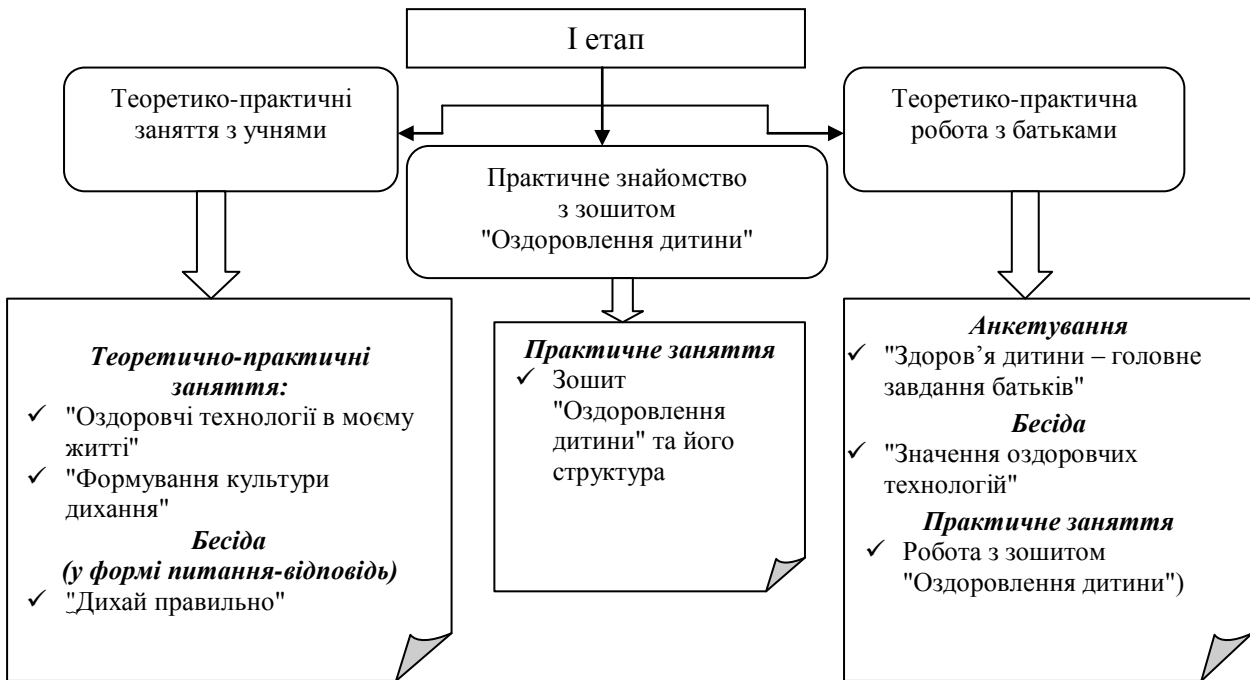 І етап
Теоретико-практичні
заняття з учнями
Практичне знайомство
з зошитом
"Оздоровлення дитини"
Теоретико-практична
робота з батьками
Теоретично-практичні
заняття:
✓ "Оздоровчі технології в моєму
житті"
✓ "Формування культури
дихання"
Бесіда
(у формі питання-відповідь)
✓ "Дихай правильно"
Практичне заняття
✓ Зошит
"Оздоровлення
дитини" та його
структура
Анкетування
✓ "Здоров’я дитини – головне
завдання батьків"
Бесіда
✓ "Значення оздоровчих
технологій"
Практичне заняття
✓ Робота з зошитом
"Оздоровлення дитини")